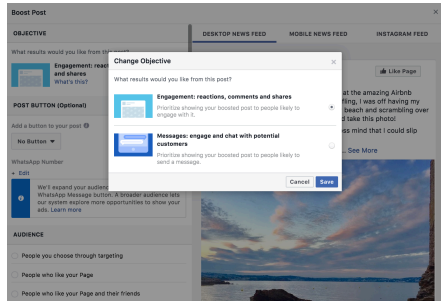 Boost Post
OBJECTIVE
What results would you like from this post?
Engagement: react
and shares
What's this?
POST BUTTON (Optional)
Add a button to your post
No Button
WhatsApp Number
+ Edit
We'll expand your audienc
WhatsApp Message button. A broader audience lets
our system explore more opportunities to show your
ads. Learn more
AUDIENCE
People you choose through targeting
People who like your Page
People who like your Page and their friends
DESKTOP NEWS FEED
MOBILE NEWS FEED
INSTAGRAM FEED
Like Page
at the amazing Airbnb
fling, I was off having my
beach and scrambling over
d take this photo!
oss mind that I could slip
... See More
Change Objective
What results would you like from this post?
Engagement: reactions, comments and shares
Prioritize showing your boosted post to people likely to
engage with it.
Messages: engage and chat with potential
customers
Prioritize showing your boosted post to people likely to
send a message.
Cancel
Save